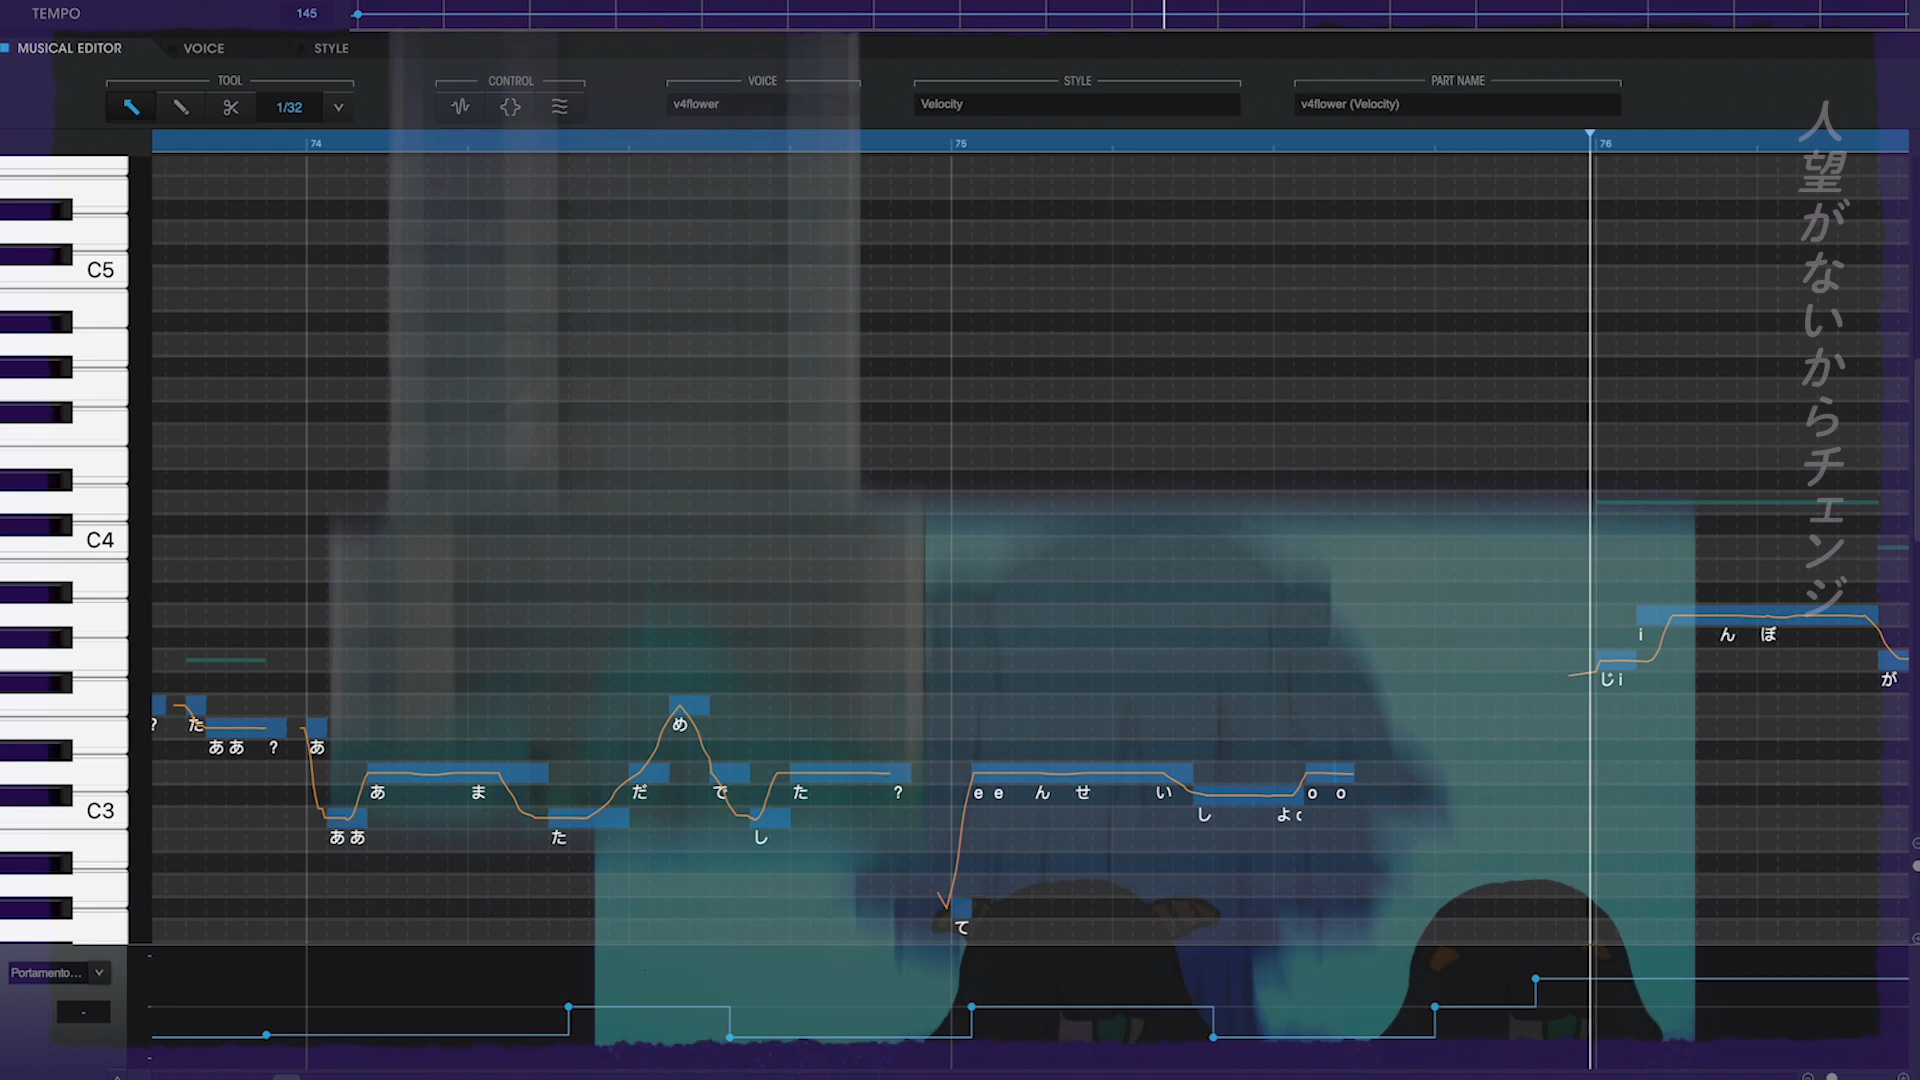 TEMPO 145
MUSICAL EDITOR VOICE STYLE
TOOL CONTROL VOICE STYLE PART NAME
1/32 v4flower Velocity v4flower (Velocity)
74 75 76
人望がないからチェンジ
C5
C4
C3
? た
ああ ? あ
ああ
あ ま
た
だ
め
で
し
た ?
て
e e ん せ い
し よ
o o
じ i
i ん ぽ
が
Portamento...
-